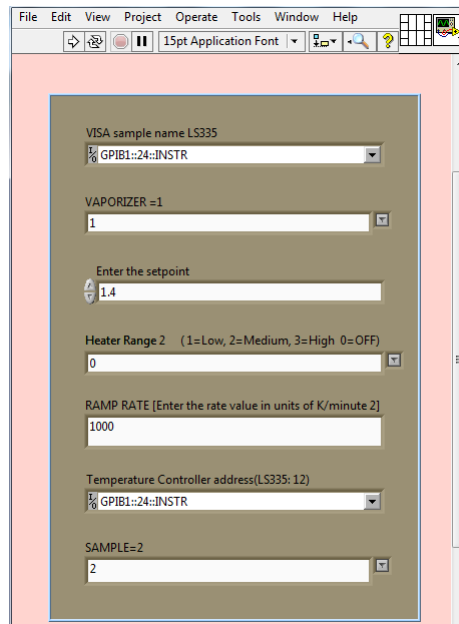 File Edit View Project Operate Tools Window Help
15pt Application Font
VISA sample name LS335
GPIB1::24::INSTR
VAPORIZER =1
1
Enter the setpoint
1.4
Heater Range 2 (1=Low, 2=Medium, 3=High 0=OFF)
0
RAMP RATE [Enter the rate value in units of K/minute 2]
1000
Temperature Controller address(LS335: 12)
GPIB1::24::INSTR
SAMPLE=2
2